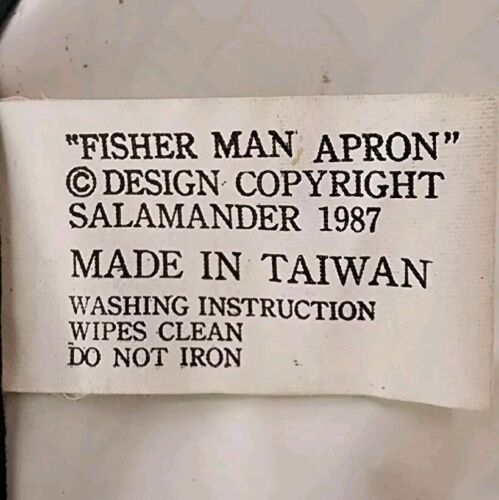 "FISHER MAN APRON"
© DESIGN COPYRIGHT
SALAMANDER 1987
MADE IN TAIWAN
WASHING INSTRUCTION
WIPES CLEAN
DO NOT IRON